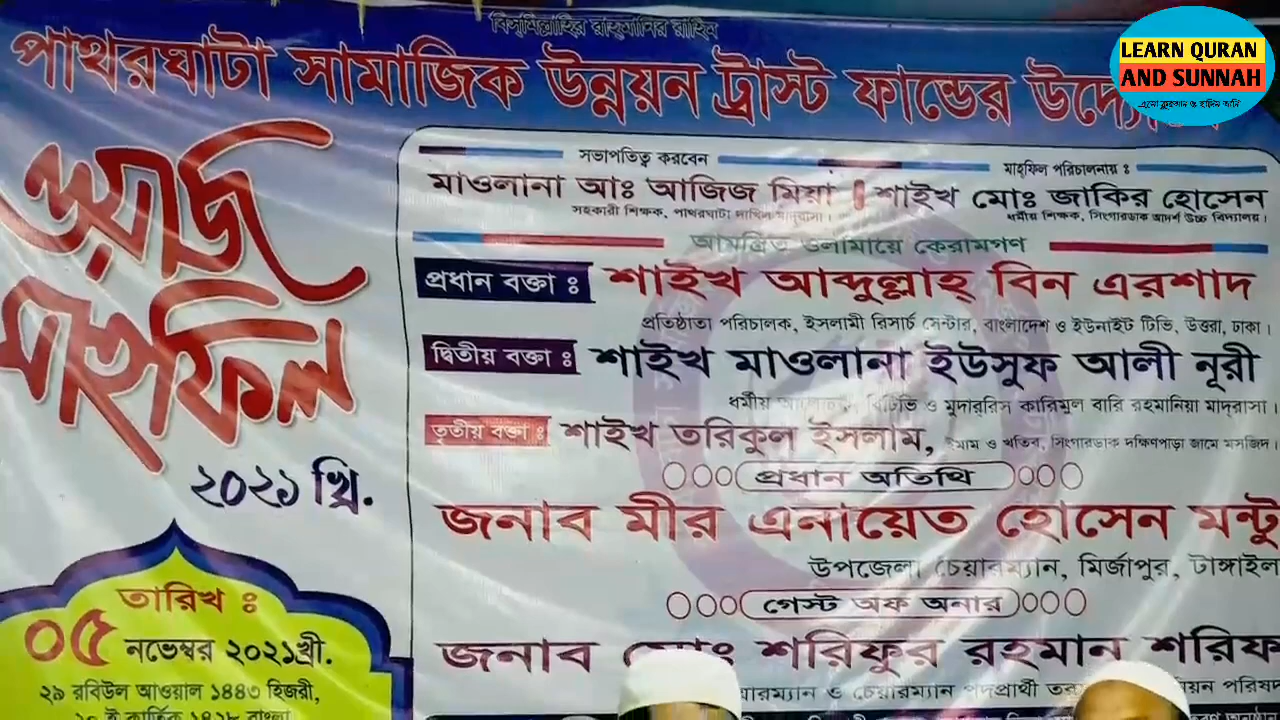 বিসমিল্লাহির রাহমানির রাহিম
পাথরঘাটা সামাজিক উন্নয়ন ট্রাস্ট ফান্ডের
LEARN QURAN
AND SUNNAH
ওয়াজ
মাহফিল
২০২১ খ্রি.
তারিখ ঃ
০৫ নভেম্বর ২০২১খ্রী.
২৯ রবিউল আওয়াল ১৪৪৩ হিজরী,
সভাপতিত্ব করবেন
মাওলানা আঃ আজিজ মিয়া
সহকারী শিক্ষক, পাথরঘাটা দাখিল মাদ্‌রাসা।
মাহ্ফিল পরিচালনায় ঃ
শাইখ মোঃ জাকির হোসেন
ধর্মীয় শিক্ষক, সিংগারডাক আদর্শ উচ্চ বিদ্যালয়।
আমন্ত্রিত ওলামায়ে কেরামগণ
প্রধান বক্তা ঃ শাইখ আব্দুল্লাহ্ বিন এরশাদ
প্রতিষ্ঠাতা পরিচালক, ইসলামী রিসার্চ সেন্টার, বাংলাদেশ ও ইউনাইট টিভি, উত্তরা, ঢাকা।
দ্বিতীয় বক্তা ঃ শাইখ মাওলানা ইউসুফ আলী নূরী
ধর্মীয় বিটিভি ও মুদার্‌রিস কারিমুল বারি রহমানিয়া মাদ্‌রাসা।
তৃতীয় বক্তা ঃ শাইখ তরিকুল ইসলাম, ইমাম ও খতিব, সিংগারডাক দক্ষিণপাড়া জামে মসজিদ।
প্রধান অতিথি
জনাব মীর এনায়েত হোসেন মন্টু
উপজেলা চেয়ারম্যান, মির্জাপুর, টাঙ্গাইল
গেস্ট অফ অনার
জনাব মোঃ শরিফুর রহমান শরিফ
ও চেয়ারম্যান পদপ্রার্থী